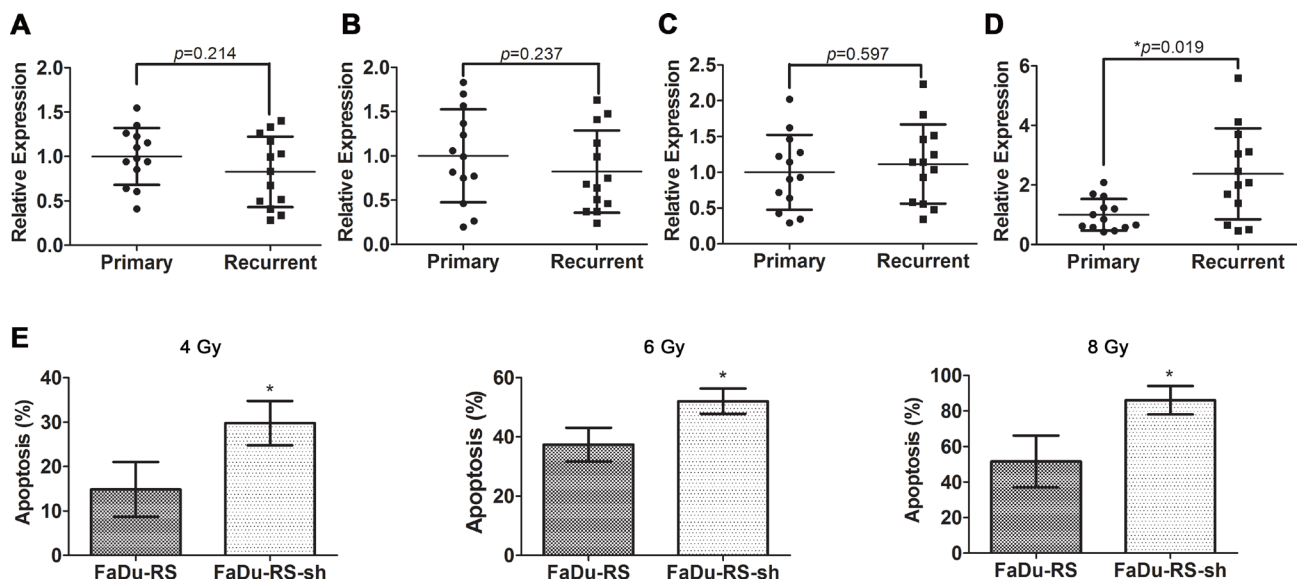 A
p=0.214
Relative Expression
2.0
1.5
1.0
0.5
0.0
Primary Recurrent
B
p=0.237
Relative Expression
2.0
1.5
1.0
0.5
0.0
Primary Recurrent
C
p=0.597
Relative Expression
2.5
2.0
1.5
1.0
0.5
0.0
Primary Recurrent
D
*p=0.019
Relative Expression
6
4
2
0
Primary Recurrent
E
4 Gy
Apoptosis (%)
40
30
20
10
0
*
FaDu-RS FaDu-RS-sh
6 Gy
Apoptosis (%)
60
40
20
0
*
FaDu-RS FaDu-RS-sh
8 Gy
Apoptosis (%)
100
80
60
40
20
0
*
FaDu-RS FaDu-RS-sh